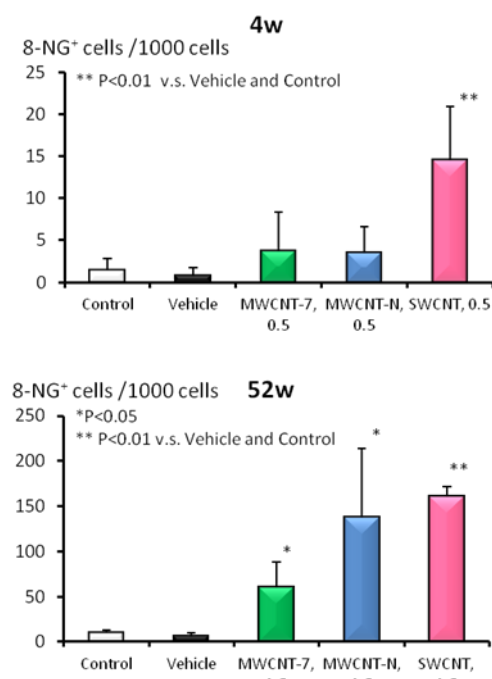 4w
8-NG⁺ cells /1000 cells
25
** P<0.01 v.s. Vehicle and Control
**
20
15
10
5
0
Control Vehicle MWCNT-7, MWCNT-N, SWCNT, 0.5
0.5 0.5
8-NG⁺ cells /1000 cells 52w
250
*P<0.05
** P<0.01 v.s. Vehicle and Control
*
200
**
150
100
*
50
0
Control Vehicle MWCNT-7, MWCNT-N, SWCNT,